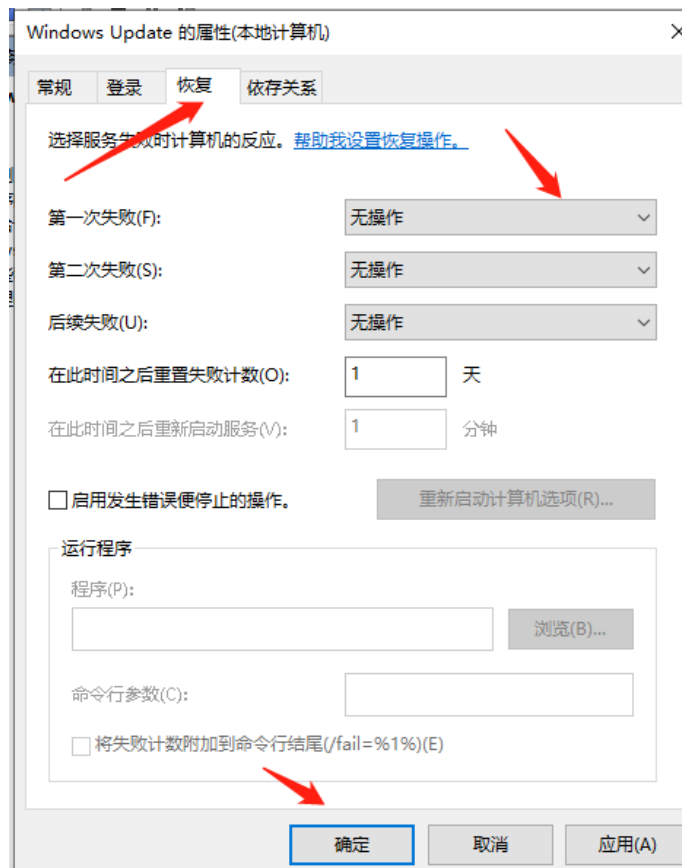 Windows Update 的属性(本地计算机)
常规 登录 恢复 依存关系
选择服务失败时计算机的反应。帮助我设置恢复操作。
第一次失败(F): 无操作
第二次失败(S): 无操作
后续失败(U): 无操作
在此时间之后重置失败计数(O): 1 天
在此时间之后重新启动服务(V): 1 分钟
启用发生错误便停止的操作。 重新启动计算机选项(R)...
运行程序
程序(P):
浏览(B)...
命令行参数(C):
将失败计数附加到命令行结尾(/fail=%1%)(E)
确定 取消 应用(A)